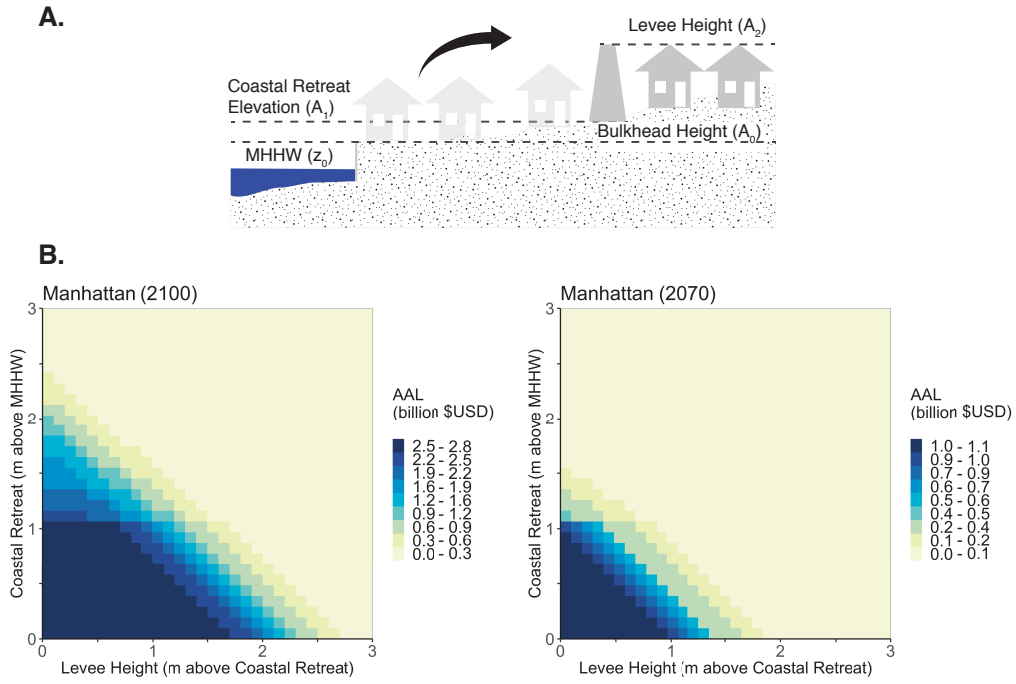 A.
Levee Height (A2)
Coastal Retreat
Elevation (A1)
Bulkhead Height (A0)
MHHW (z0)
B.
Manhattan (2100)
3
2
1
0
Coastal Retreat (m above MHHW)
0 1 2 3
Levee Height (m above Coastal Retreat)
AAL
(billion $USD)
2.5 - 2.8
2.2 - 2.5
1.9 - 2.2
1.6 - 1.9
1.2 - 1.6
0.9 - 1.2
0.6 - 0.9
0.3 - 0.6
0.0 - 0.3
Manhattan (2070)
3
2
1
0
Coastal Retreat (m above MHHW)
0 1 2 3
Levee Height (m above Coastal Retreat)
AAL
(billion $USD)
1.0 - 1.1
0.9 - 1.0
0.7 - 0.9
0.6 - 0.7
0.5 - 0.6
0.4 - 0.5
0.2 - 0.4
0.1 - 0.2
0.0 - 0.1